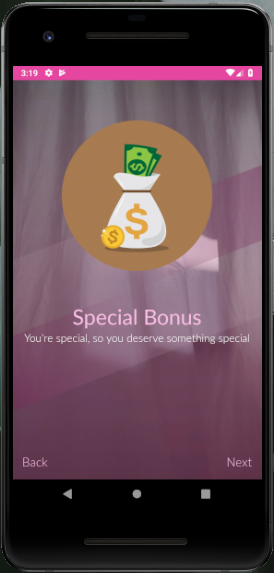 3:19
$
$
$
Special Bonus
You're special, so you deserve something special
Back
Next